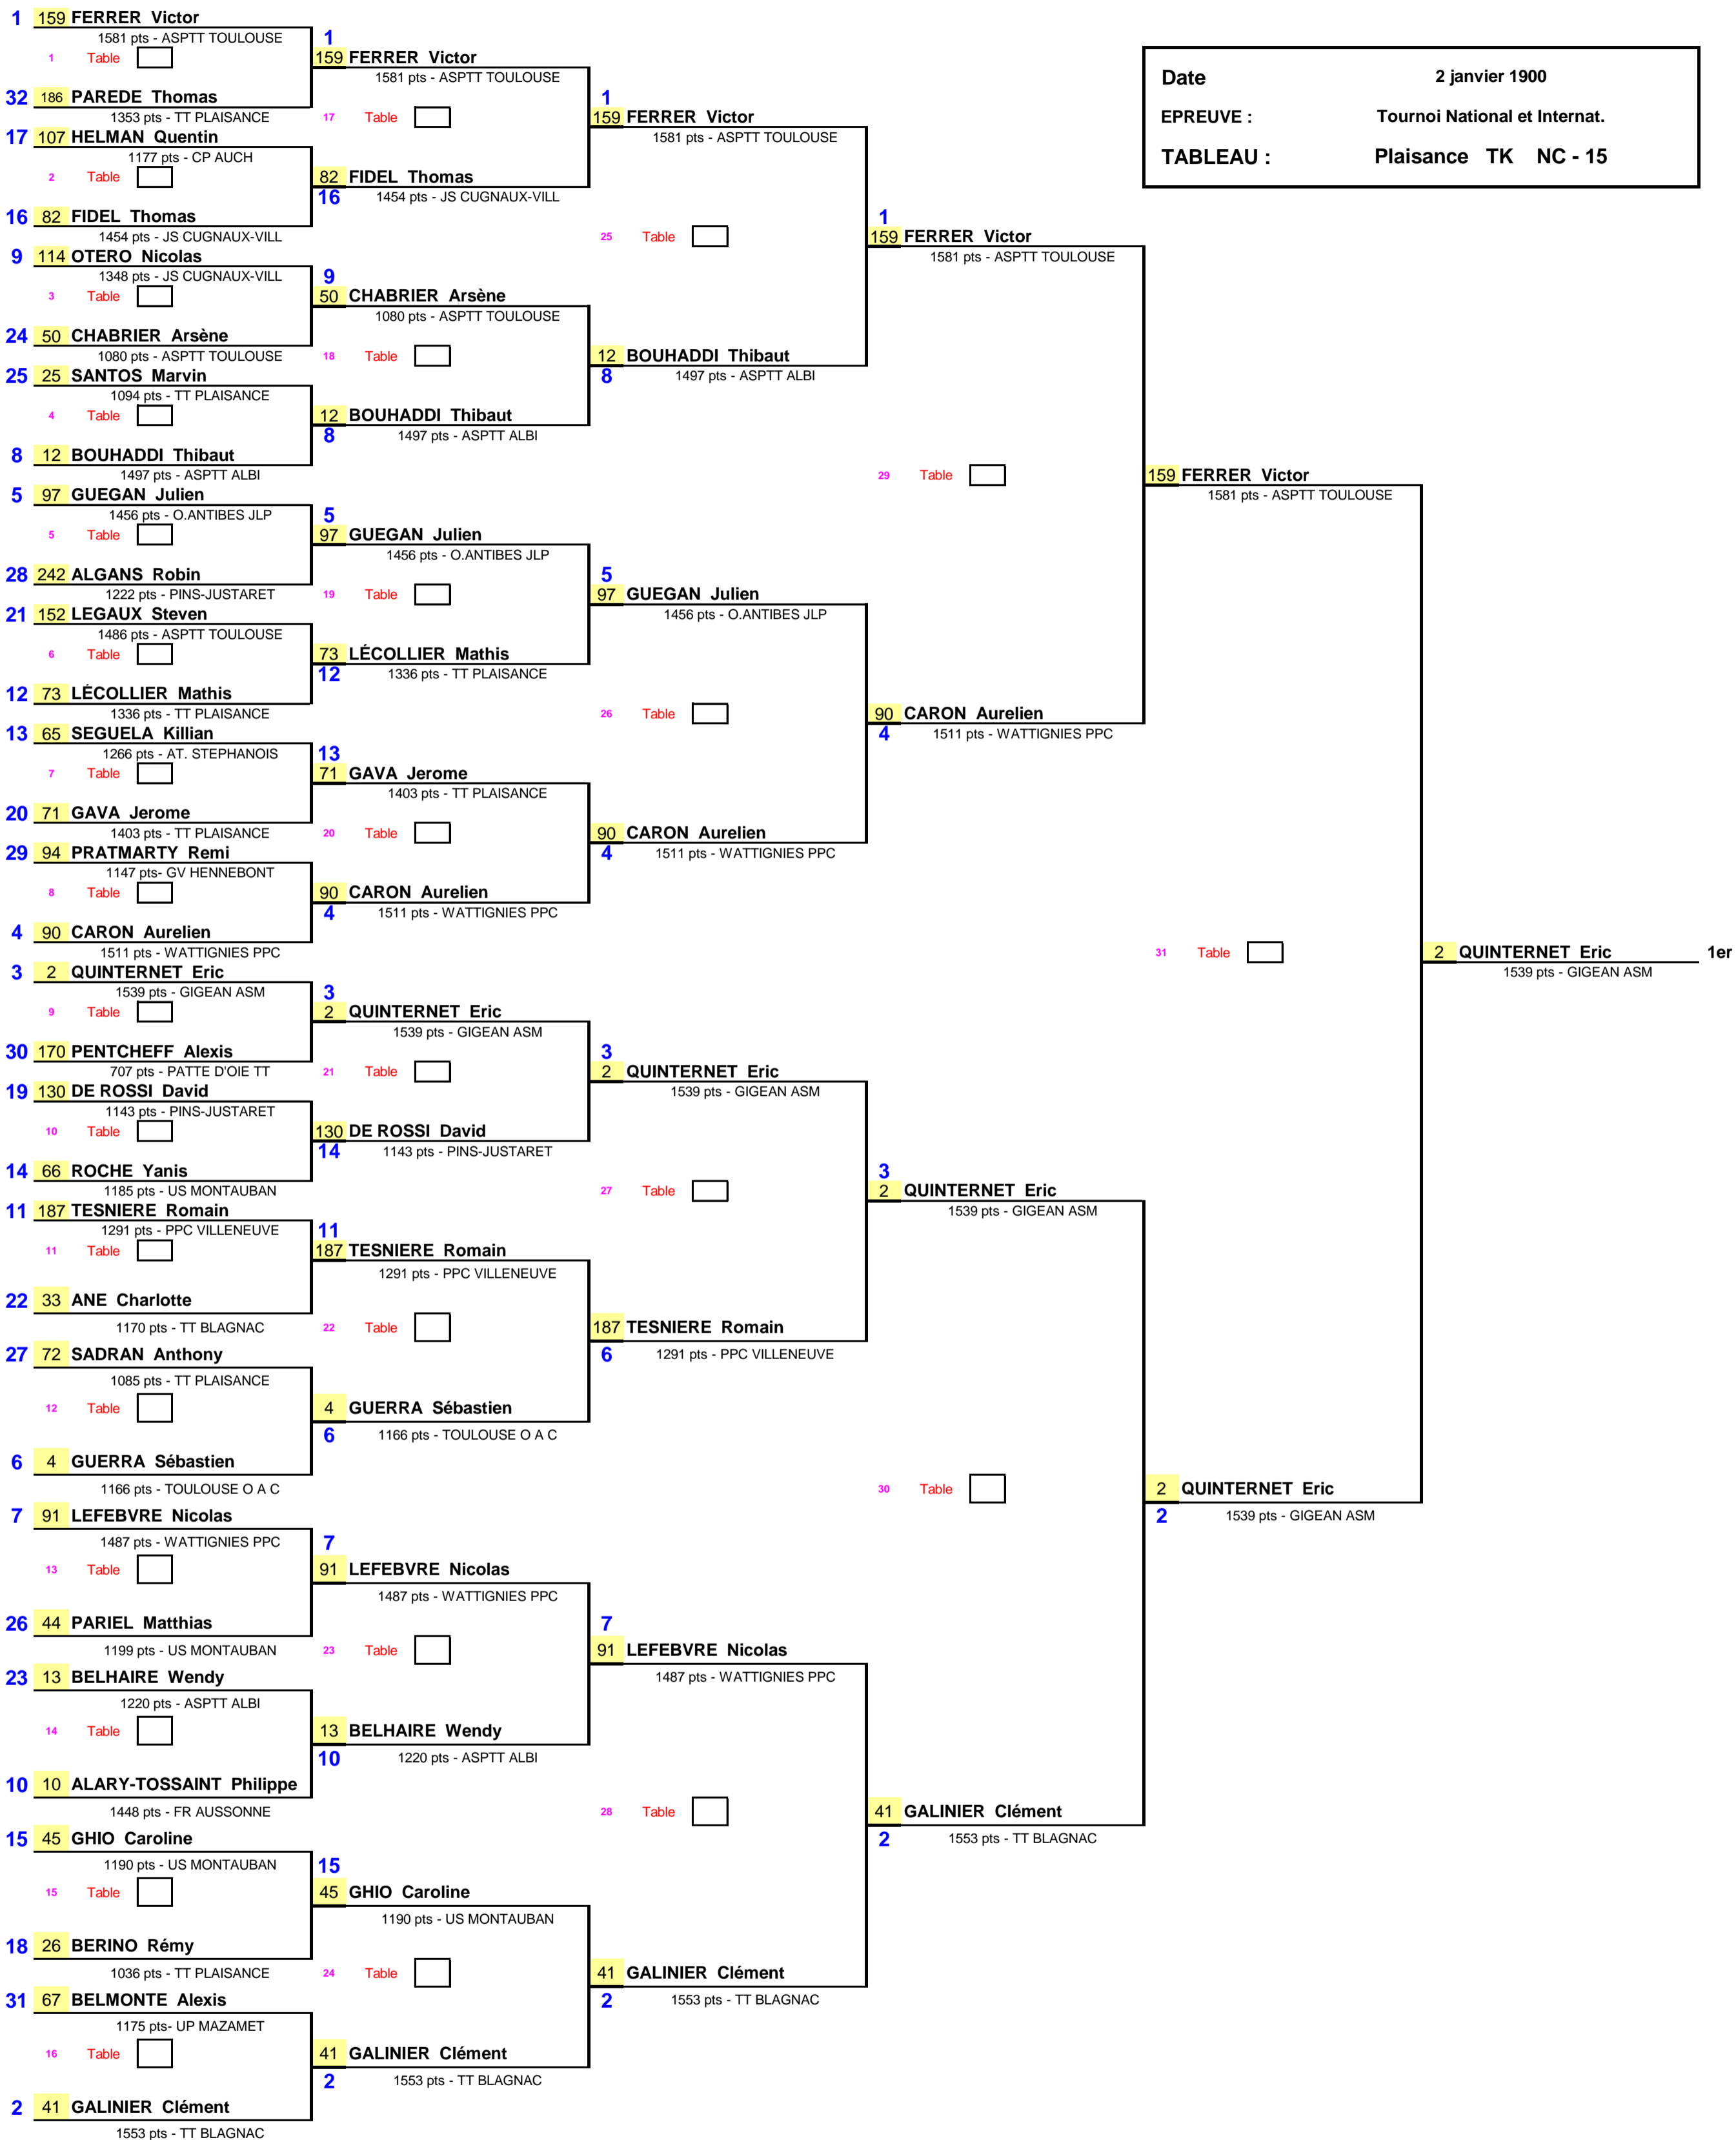 Date 2 janvier 1900
EPREUVE : Tournoi National et Internat.
TABLEAU : Plaisance TK NC - 15
1 159 FERRER Victor
1581 pts - ASPTT TOULOUSE
1 Table
32 186 PAREDE Thomas
1353 pts - TT PLAISANCE
17 107 HELMAN Quentin
1177 pts - CP AUCH
2 Table
16 82 FIDEL Thomas
1454 pts - JS CUGNAUX-VILL
9 114 OTERO Nicolas
1348 pts - JS CUGNAUX-VILL
3 Table
24 50 CHABRIER Arsène
1080 pts - ASPTT TOULOUSE
25 25 SANTOS Marvin
1094 pts - TT PLAISANCE
4 Table
8 12 BOUHADDI Thibaut
1497 pts - ASPTT ALBI
5 97 GUEGAN Julien
1456 pts - O.ANTIBES JLP
5 Table
28 242 ALGANS Robin
1222 pts - PINS-JUSTARET
21 152 LEGAUX Steven
1486 pts - ASPTT TOULOUSE
6 Table
12 73 LÉCOLLIER Mathis
1336 pts - TT PLAISANCE
13 65 SEGUELA Killian
1266 pts - AT. STEPHANOIS
7 Table
20 71 GAVA Jerome
1403 pts - TT PLAISANCE
29 94 PRATMARTY Remi
1147 pts- GV HENNEBONT
8 Table
4 90 CARON Aurelien
1511 pts - WATTIGNIES PPC
3 2 QUINTERNET Eric
1539 pts - GIGEAN ASM
9 Table
30 170 PENTCHEFF Alexis
707 pts - PATTE D'OIE TT
19 130 DE ROSSI David
1143 pts - PINS-JUSTARET
10 Table
14 66 ROCHE Yanis
1185 pts - US MONTAUBAN
11 187 TESNIERE Romain
1291 pts - PPC VILLENEUVE
11 Table
22 33 ANE Charlotte
1170 pts - TT BLAGNAC
27 72 SADRAN Anthony
1085 pts - TT PLAISANCE
12 Table
6 4 GUERRA Sébastien
1166 pts - TOULOUSE O A C
7 91 LEFEBVRE Nicolas
1487 pts - WATTIGNIES PPC
13 Table
26 44 PARIEL Matthias
1199 pts - US MONTAUBAN
23 13 BELHAIRE Wendy
1220 pts - ASPTT ALBI
14 Table
10 10 ALARY-TOSSAINT Philippe
1448 pts - FR AUSSONNE
15 45 GHIO Caroline
1190 pts - US MONTAUBAN
15 Table
18 26 BERINO Rémy
1036 pts - TT PLAISANCE
31 67 BELMONTE Alexis
1175 pts- UP MAZAMET
16 Table
2 41 GALINIER Clément
1553 pts - TT BLAGNAC
1
159 FERRER Victor
1581 pts - ASPTT TOULOUSE
17 Table
82 FIDEL Thomas
16 1454 pts - JS CUGNAUX-VILL
9
50 CHABRIER Arsène
1080 pts - ASPTT TOULOUSE
18 Table
12 BOUHADDI Thibaut
8 1497 pts - ASPTT ALBI
5
97 GUEGAN Julien
1456 pts - O.ANTIBES JLP
19 Table
73 LÉCOLLIER Mathis
12 1336 pts - TT PLAISANCE
13
71 GAVA Jerome
1403 pts - TT PLAISANCE
20 Table
90 CARON Aurelien
4 1511 pts - WATTIGNIES PPC
3
2 QUINTERNET Eric
1539 pts - GIGEAN ASM
21 Table
130 DE ROSSI David
14 1143 pts - PINS-JUSTARET
11
187 TESNIERE Romain
1291 pts - PPC VILLENEUVE
22 Table
4 GUERRA Sébastien
6 1166 pts - TOULOUSE O A C
7
91 LEFEBVRE Nicolas
1487 pts - WATTIGNIES PPC
23 Table
13 BELHAIRE Wendy
10 1220 pts - ASPTT ALBI
15
45 GHIO Caroline
1190 pts - US MONTAUBAN
24 Table
41 GALINIER Clément
2 1553 pts - TT BLAGNAC
1
159 FERRER Victor
1581 pts - ASPTT TOULOUSE
25 Table
12 BOUHADDI Thibaut
8 1497 pts - ASPTT ALBI
5
97 GUEGAN Julien
1456 pts - O.ANTIBES JLP
26 Table
90 CARON Aurelien
4 1511 pts - WATTIGNIES PPC
3
2 QUINTERNET Eric
1539 pts - GIGEAN ASM
27 Table
187 TESNIERE Romain
6 1291 pts - PPC VILLENEUVE
7
91 LEFEBVRE Nicolas
1487 pts - WATTIGNIES PPC
28 Table
41 GALINIER Clément
2 1553 pts - TT BLAGNAC
1
159 FERRER Victor
1581 pts - ASPTT TOULOUSE
29 Table
90 CARON Aurelien
4 1511 pts - WATTIGNIES PPC
3
2 QUINTERNET Eric
1539 pts - GIGEAN ASM
30 Table
41 GALINIER Clément
2 1553 pts - TT BLAGNAC
159 FERRER Victor
1581 pts - ASPTT TOULOUSE
31 Table
2 QUINTERNET Eric
2 1539 pts - GIGEAN ASM
2 QUINTERNET Eric 1er
1539 pts - GIGEAN ASM